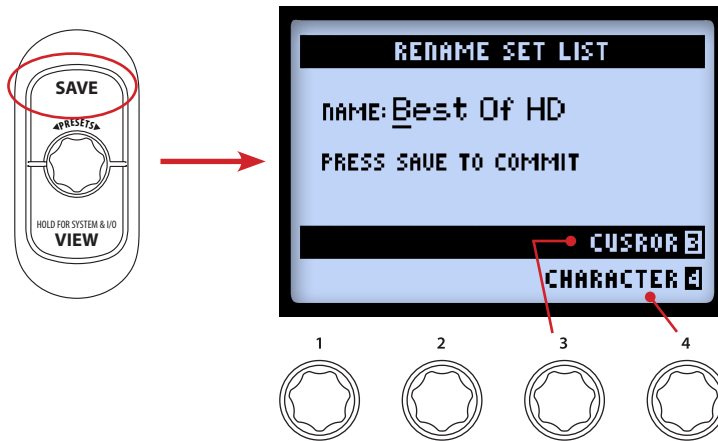 SAVE
◄PRESETS►
HOLD FOR SYSTEM & I/O
VIEW
RENAME SET LIST
NAME: Best Of HD
PRESS SAVE TO COMMIT
CUSROR 3
CHARACTER 4
1 2 3 4